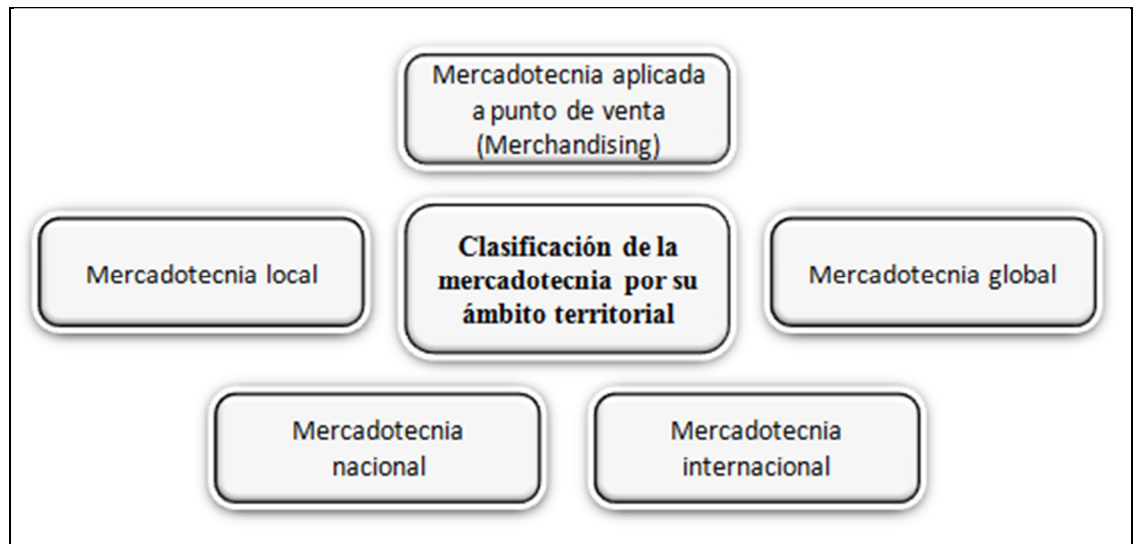 Mercadotecnia aplicada
a punto de venta
(Merchandising)
Mercadotecnia local
Clasificación de la
mercadotecnia por su
ámbito territorial
Mercadotecnia global
Mercadotecnia
nacional
Mercadotecnia
internacional